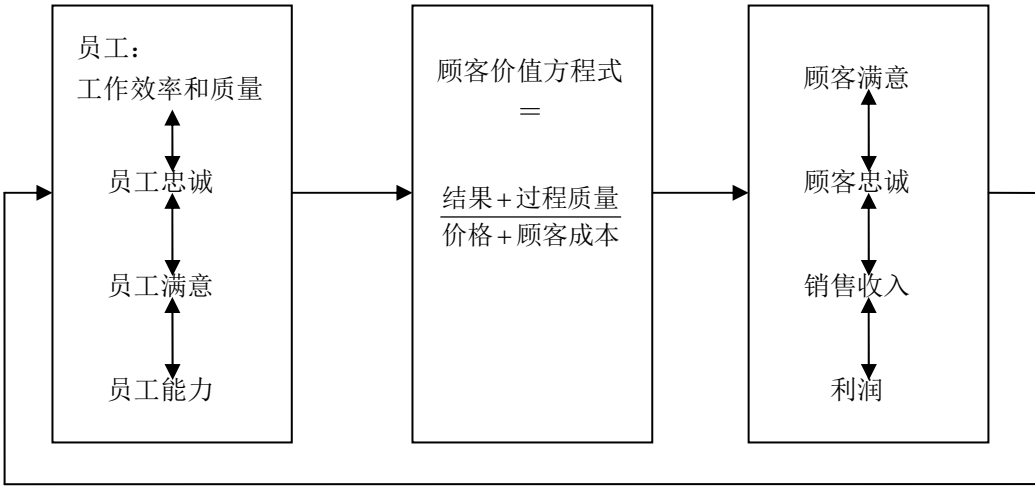 员工：
工作效率和质量
员工忠诚
员工满意
员工能力
顾客价值方程式
＝
结果+过程质量
价格+顾客成本
顾客满意
顾客忠诚
销售收入
利润